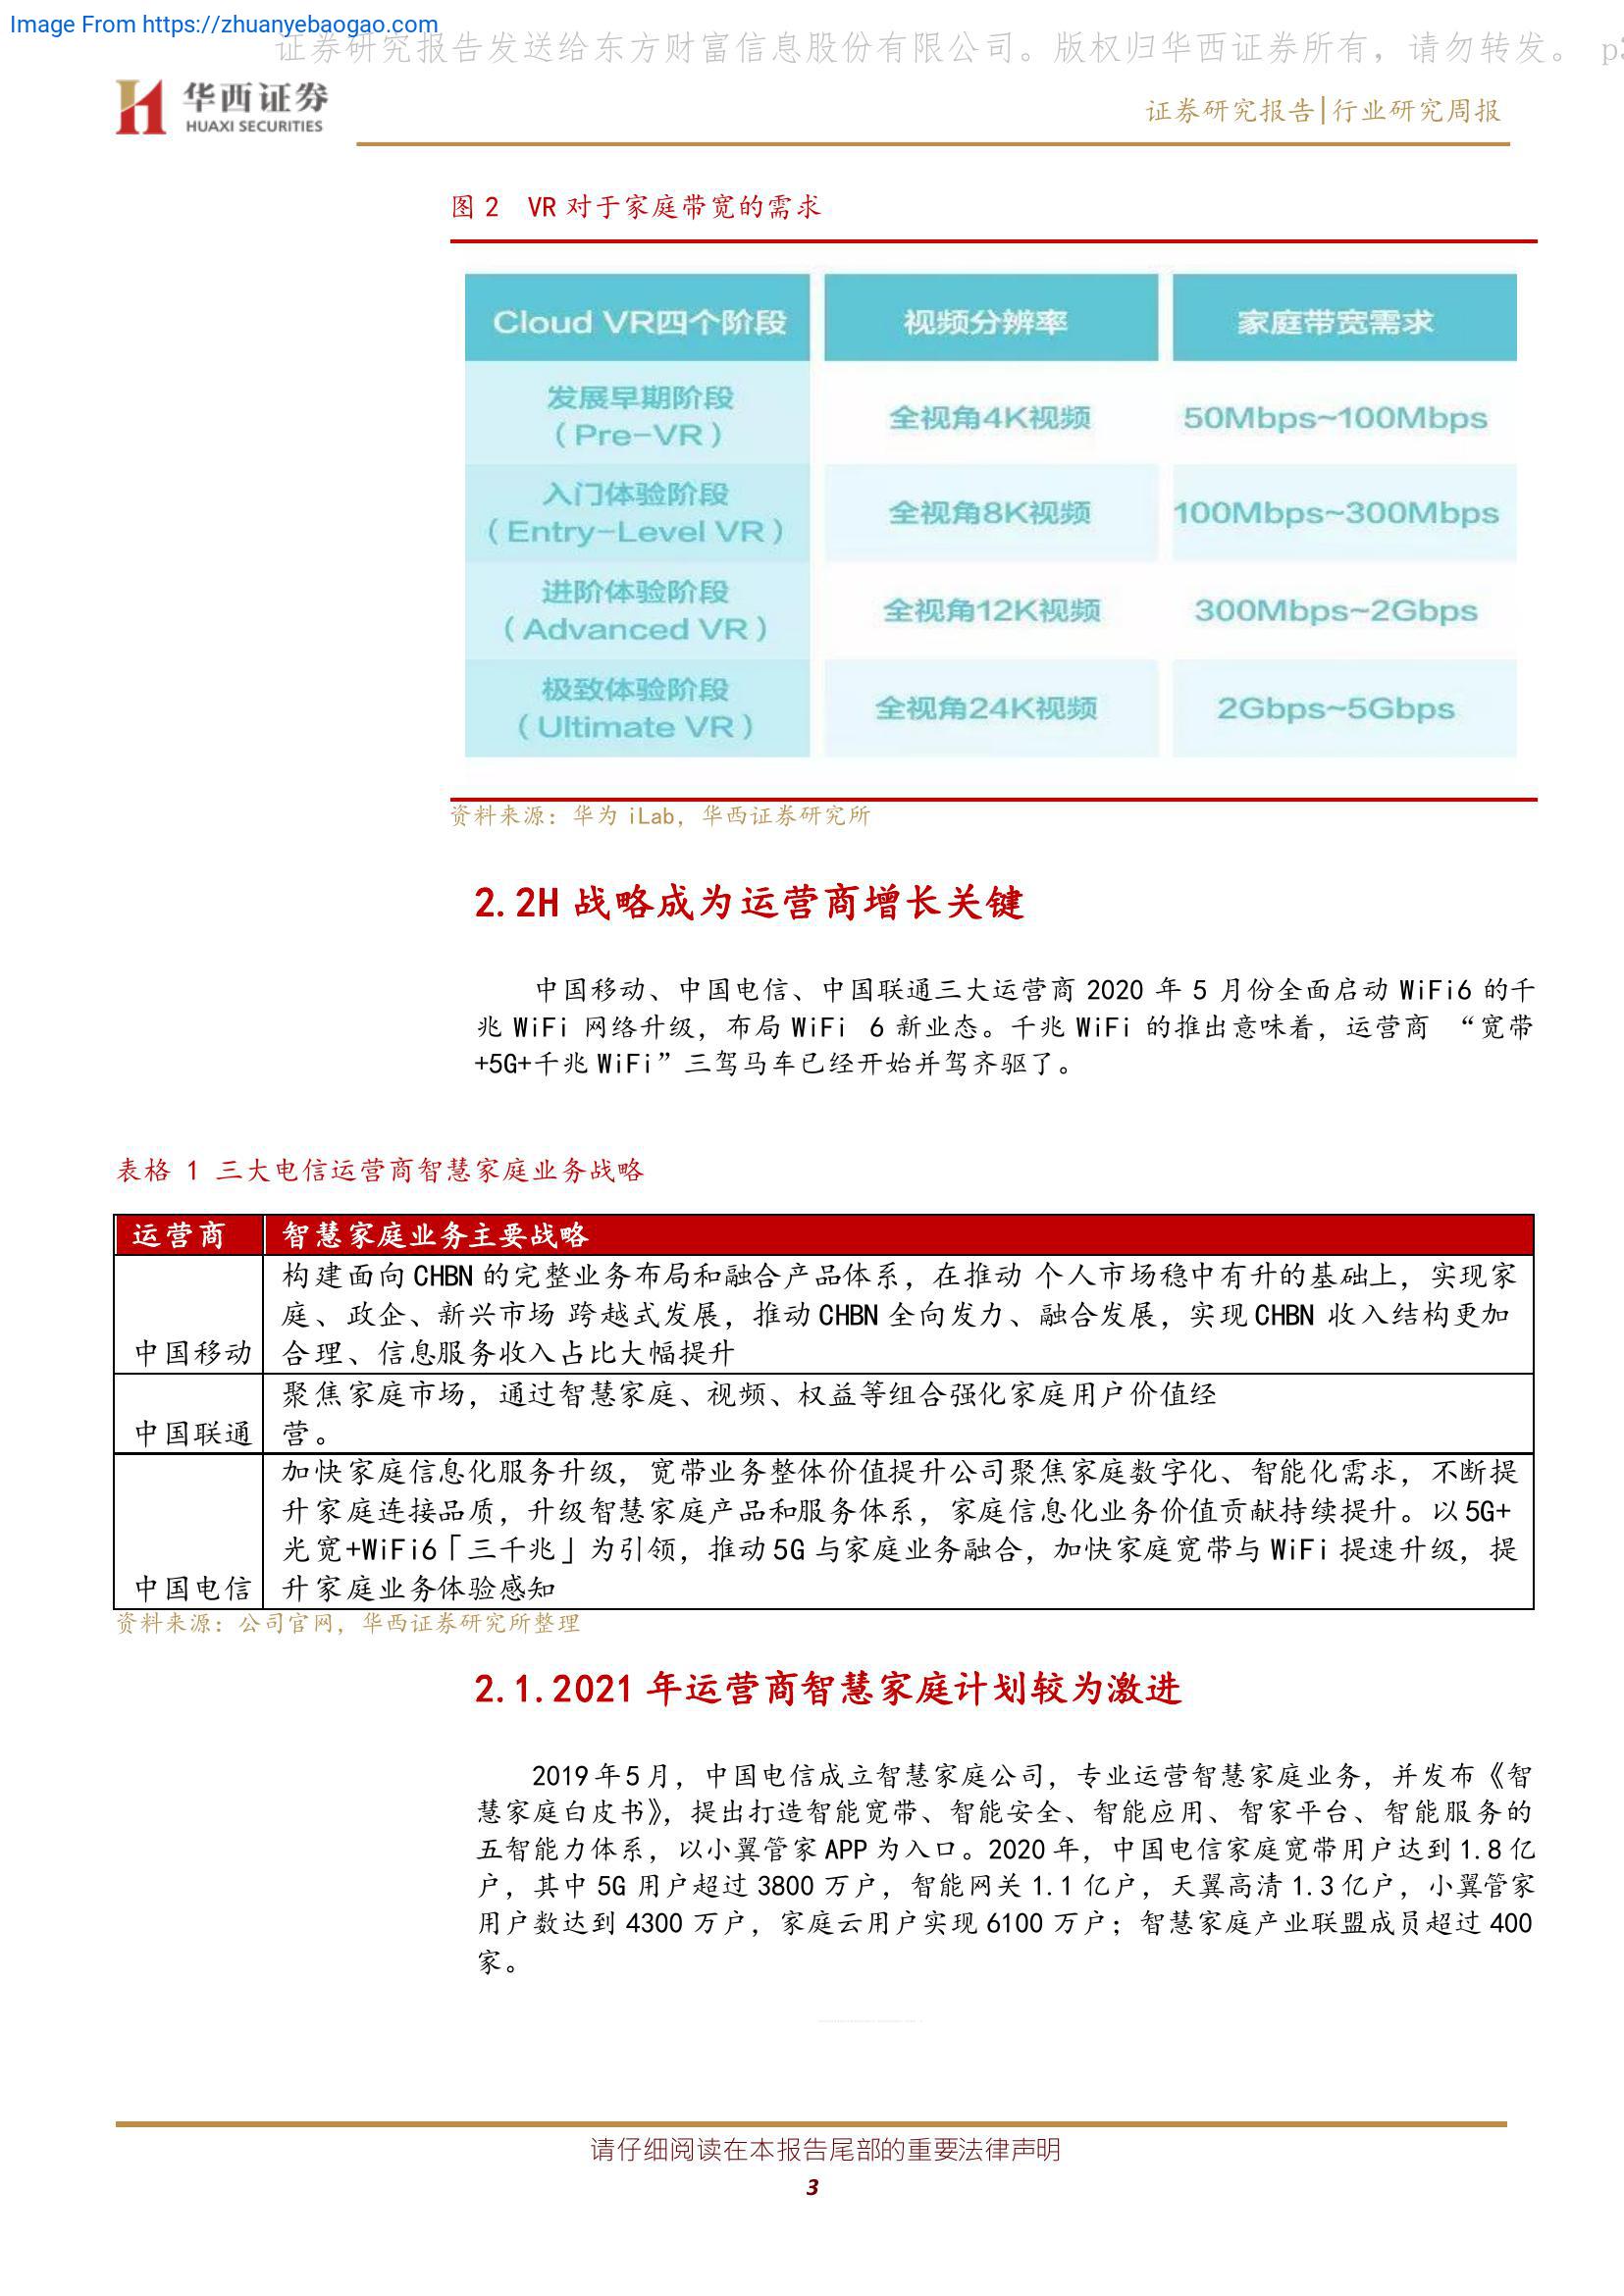 Image From https://zhuanyebaogao.com
证券研究报告发送给东方财富信息股份有限公司。版权归华西证券所有，请勿转发。 p3
华西证券
HUAXI SECURITIES
证券研究报告|行业研究周报
图 2 VR 对于家庭带宽的需求
Cloud VR四个阶段 视频分辨率 家庭带宽需求
发展早期阶段
（Pre-VR） 全视角4K视频 50Mbps~100Mbps
入门体验阶段
（Entry-Level VR） 全视角8K视频 100Mbps~300Mbps
进阶体验阶段
（Advanced VR） 全视角12K视频 300Mbps~2Gbps
极致体验阶段
（Ultimate VR） 全视角24K视频 2Gbps~5Gbps
资料来源：华为 iLab，华西证券研究所
2.2H 战略成为运营商增长关键
中国移动、中国电信、中国联通三大运营商 2020 年 5 月份全面启动 WiFi6 的千
兆 WiFi 网络升级，布局 WiFi 6 新业态。千兆 WiFi 的推出意味着，运营商 “宽带
+5G+千兆 WiFi”三驾马车已经开始并驾齐驱了。
表格 1 三大电信运营商智慧家庭业务战略
运营商 智慧家庭业务主要战略
构建面向 CHBN 的完整业务布局和融合产品体系，在推动 个人市场稳中有升的基础上，实现家
庭、政企、新兴市场 跨越式发展，推动 CHBN 全向发力、融合发展，实现 CHBN 收入结构更加
中国移动 合理、信息服务收入占比大幅提升
聚焦家庭市场，通过智慧家庭、视频、权益等组合强化家庭用户价值经
中国联通 营。
加快家庭信息化服务升级，宽带业务整体价值提升公司聚焦家庭数字化、智能化需求，不断提
升家庭连接品质，升级智慧家庭产品和服务体系，家庭信息化业务价值贡献持续提升。以 5G+
光宽+WiFi6「三千兆」为引领，推动 5G 与家庭业务融合，加快家庭宽带与 WiFi 提速升级，提
中国电信 升家庭业务体验感知
资料来源：公司官网，华西证券研究所整理
2.1.2021 年运营商智慧家庭计划较为激进
2019 年 5 月，中国电信成立智慧家庭公司，专业运营智慧家庭业务，并发布《智
慧家庭白皮书》，提出打造智能宽带、智能安全、智能应用、智家平台、智能服务的
五智能力体系，以小翼管家 APP 为入口。2020 年，中国电信家庭宽带用户达到 1.8 亿
户，其中 5G 用户超过 3800 万户，智能网关 1.1 亿户，天翼高清 1.3 亿户，小翼管家
用户数达到 4300 万户，家庭云用户实现 6100 万户；智慧家庭产业联盟成员超过 400
家。
请仔细阅读在本报告尾部的重要法律声明
3